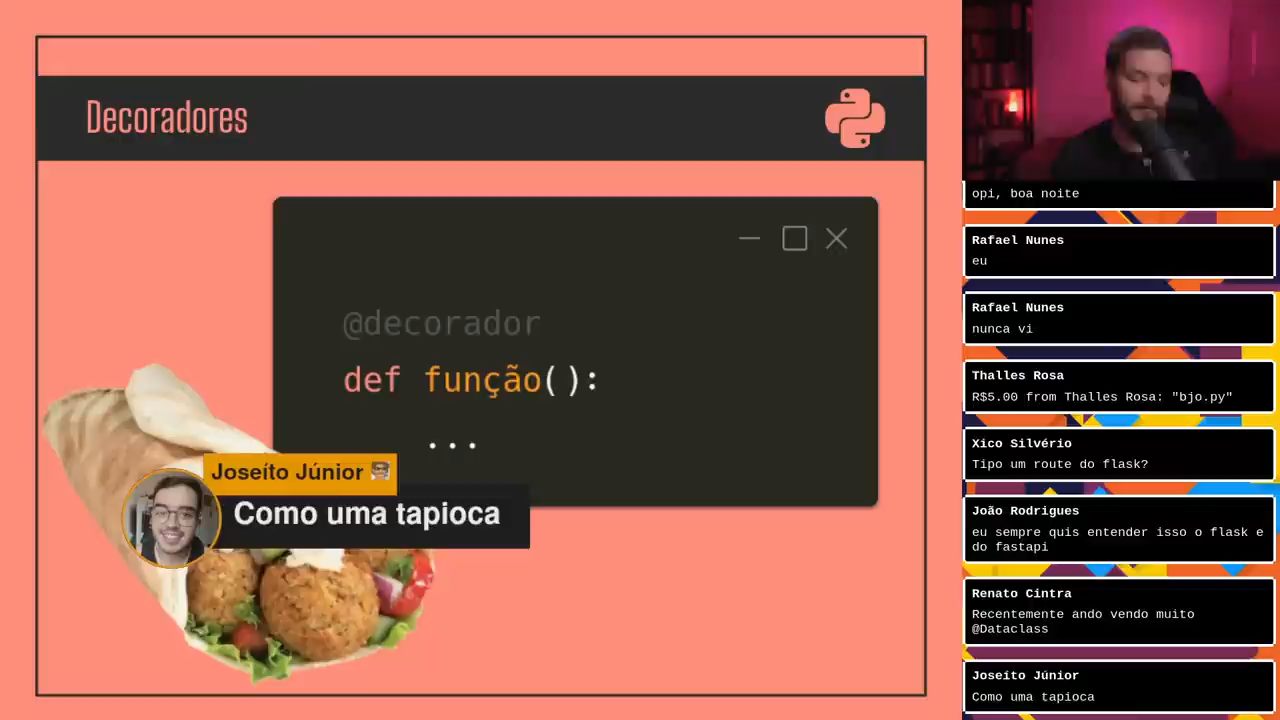 Decoradores
@decorador
def função():
...
Joseíto Júnior
Como uma tapioca
opi, boa noite
Rafael Nunes
eu
Rafael Nunes
nunca vi
Thalles Rosa
R$5.00 from Thalles Rosa: "bjo.py"
Xico Silvério
Tipo um route do flask?
João Rodrigues
eu sempre quis entender isso o flask e
do fastapi
Renato Cintra
Recentemente ando vendo muito
@Dataclass
Joseíto Júnior
Como uma tapioca